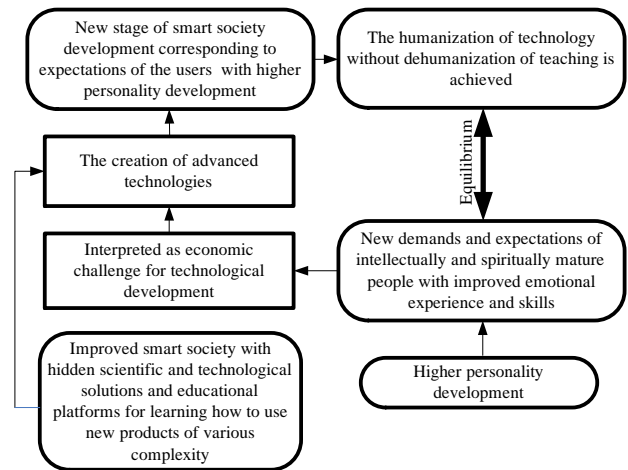 New stage of smart society
development corresponding to
expectations of the users with higher
personality development
The humanization of technology
without dehumanization of teaching is
achieved
Equilibrium
The creation of advanced
technologies
Interpreted as economic
challenge for technological
development
New demands and expectations of
intellectually and spiritually mature
people with improved emotional
experience and skills
Improved smart society with
hidden scientific and technological
solutions and educational
platforms for learning how to use
new products of various
complexity
Higher personality
development